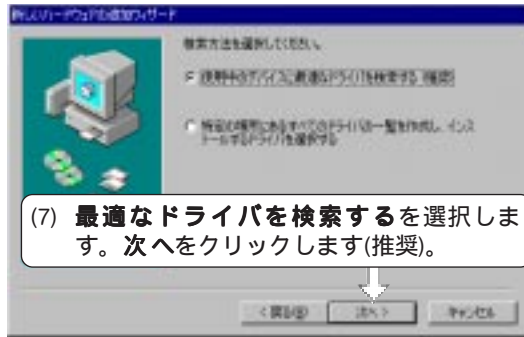 新しいハードウェアの追加ウィザード
検索方法を選択してください。
使用中のデバイスに最適なドライバを検索する (推奨)
特定の場所にあるすべてのドライバの一覧を作成し、インス
トールするドライバを選択する
(7) 最適なドライバを検索するを選択しま
す。次へをクリックします(推奨)。
< 戻る(B) 次へ > キャンセル